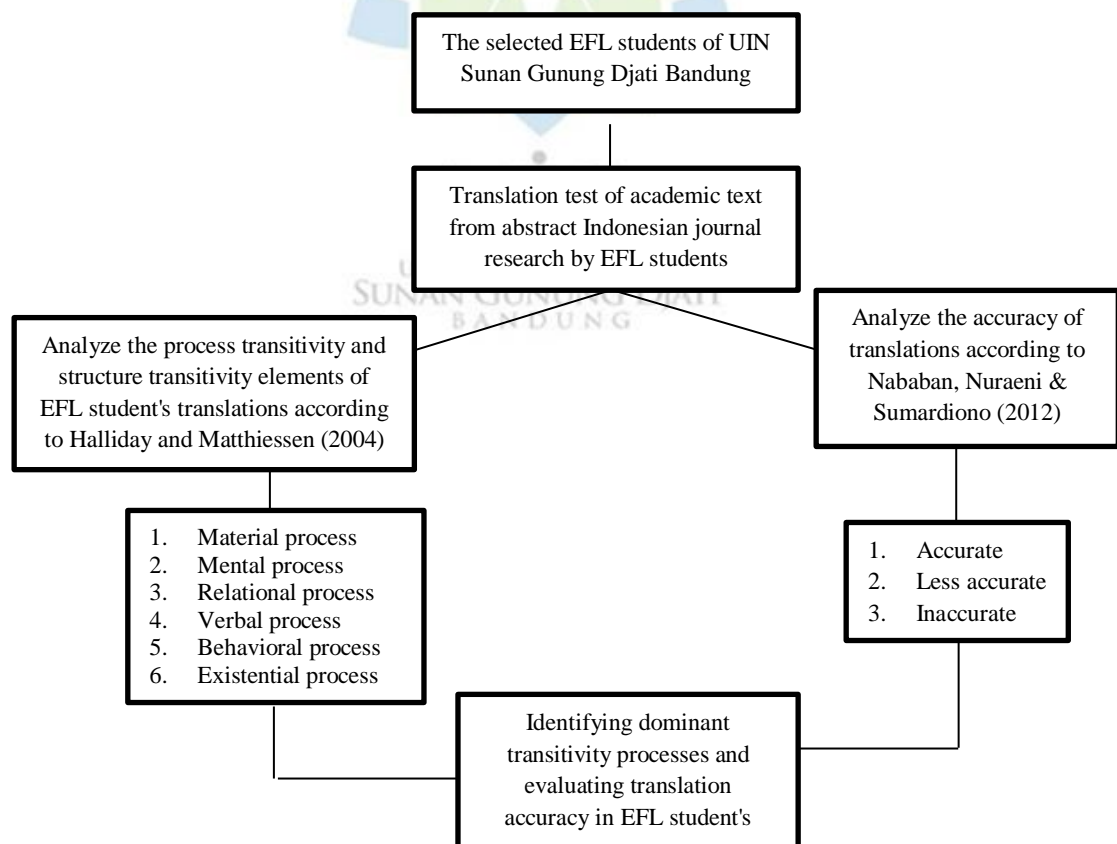 The selected EFL students of UIN
Sunan Gunung Djati Bandung
Translation test of academic text
from abstract Indonesian journal
research by EFL students
SUNAN GUNUNG DJATI
BANDUNG
Analyze the process transitivity and
structure transitivity elements of
EFL student's translations according
to Halliday and Matthiessen (2004)
Analyze the accuracy of
translations according to
Nababan, Nuraeni &
Sumardiono (2012)
1. Material process
2. Mental process
3. Relational process
4. Verbal process
5. Behavioral process
6. Existential process
1. Accurate
2. Less accurate
3. Inaccurate
Identifying dominant
transitivity processes and
evaluating translation
accuracy in EFL student's